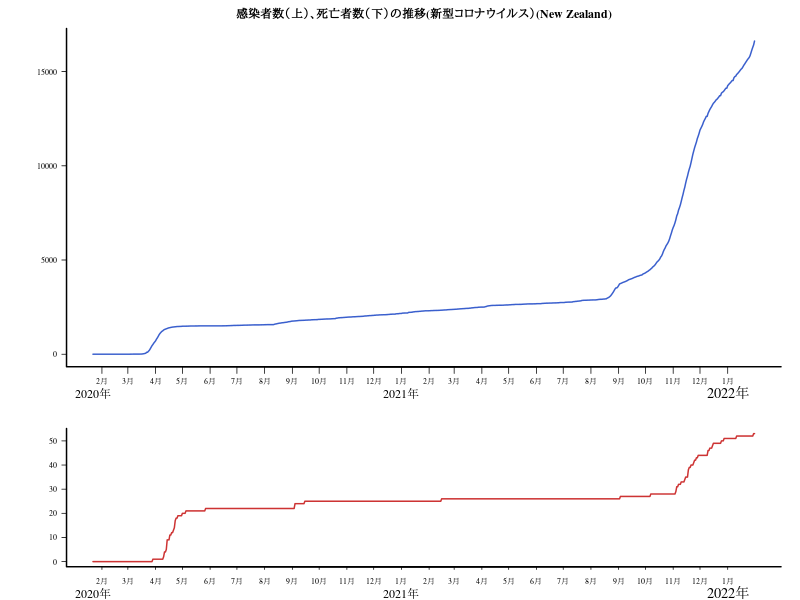 感染者数(上)、死亡者数(下)の推移(新型コロナウイルス)(New Zealand)
15000
10000
5000
0
2月 3月 4月 5月 6月 7月 8月 9月 10月 11月 12月 1月 2月 3月 4月 5月 6月 7月 8月 9月 10月 11月 12月 1月
2020年 2021年 2022年
50
40
30
20
10
0
2月 3月 4月 5月 6月 7月 8月 9月 10月 11月 12月 1月 2月 3月 4月 5月 6月 7月 8月 9月 10月 11月 12月 1月
2020年 2021年 2022年